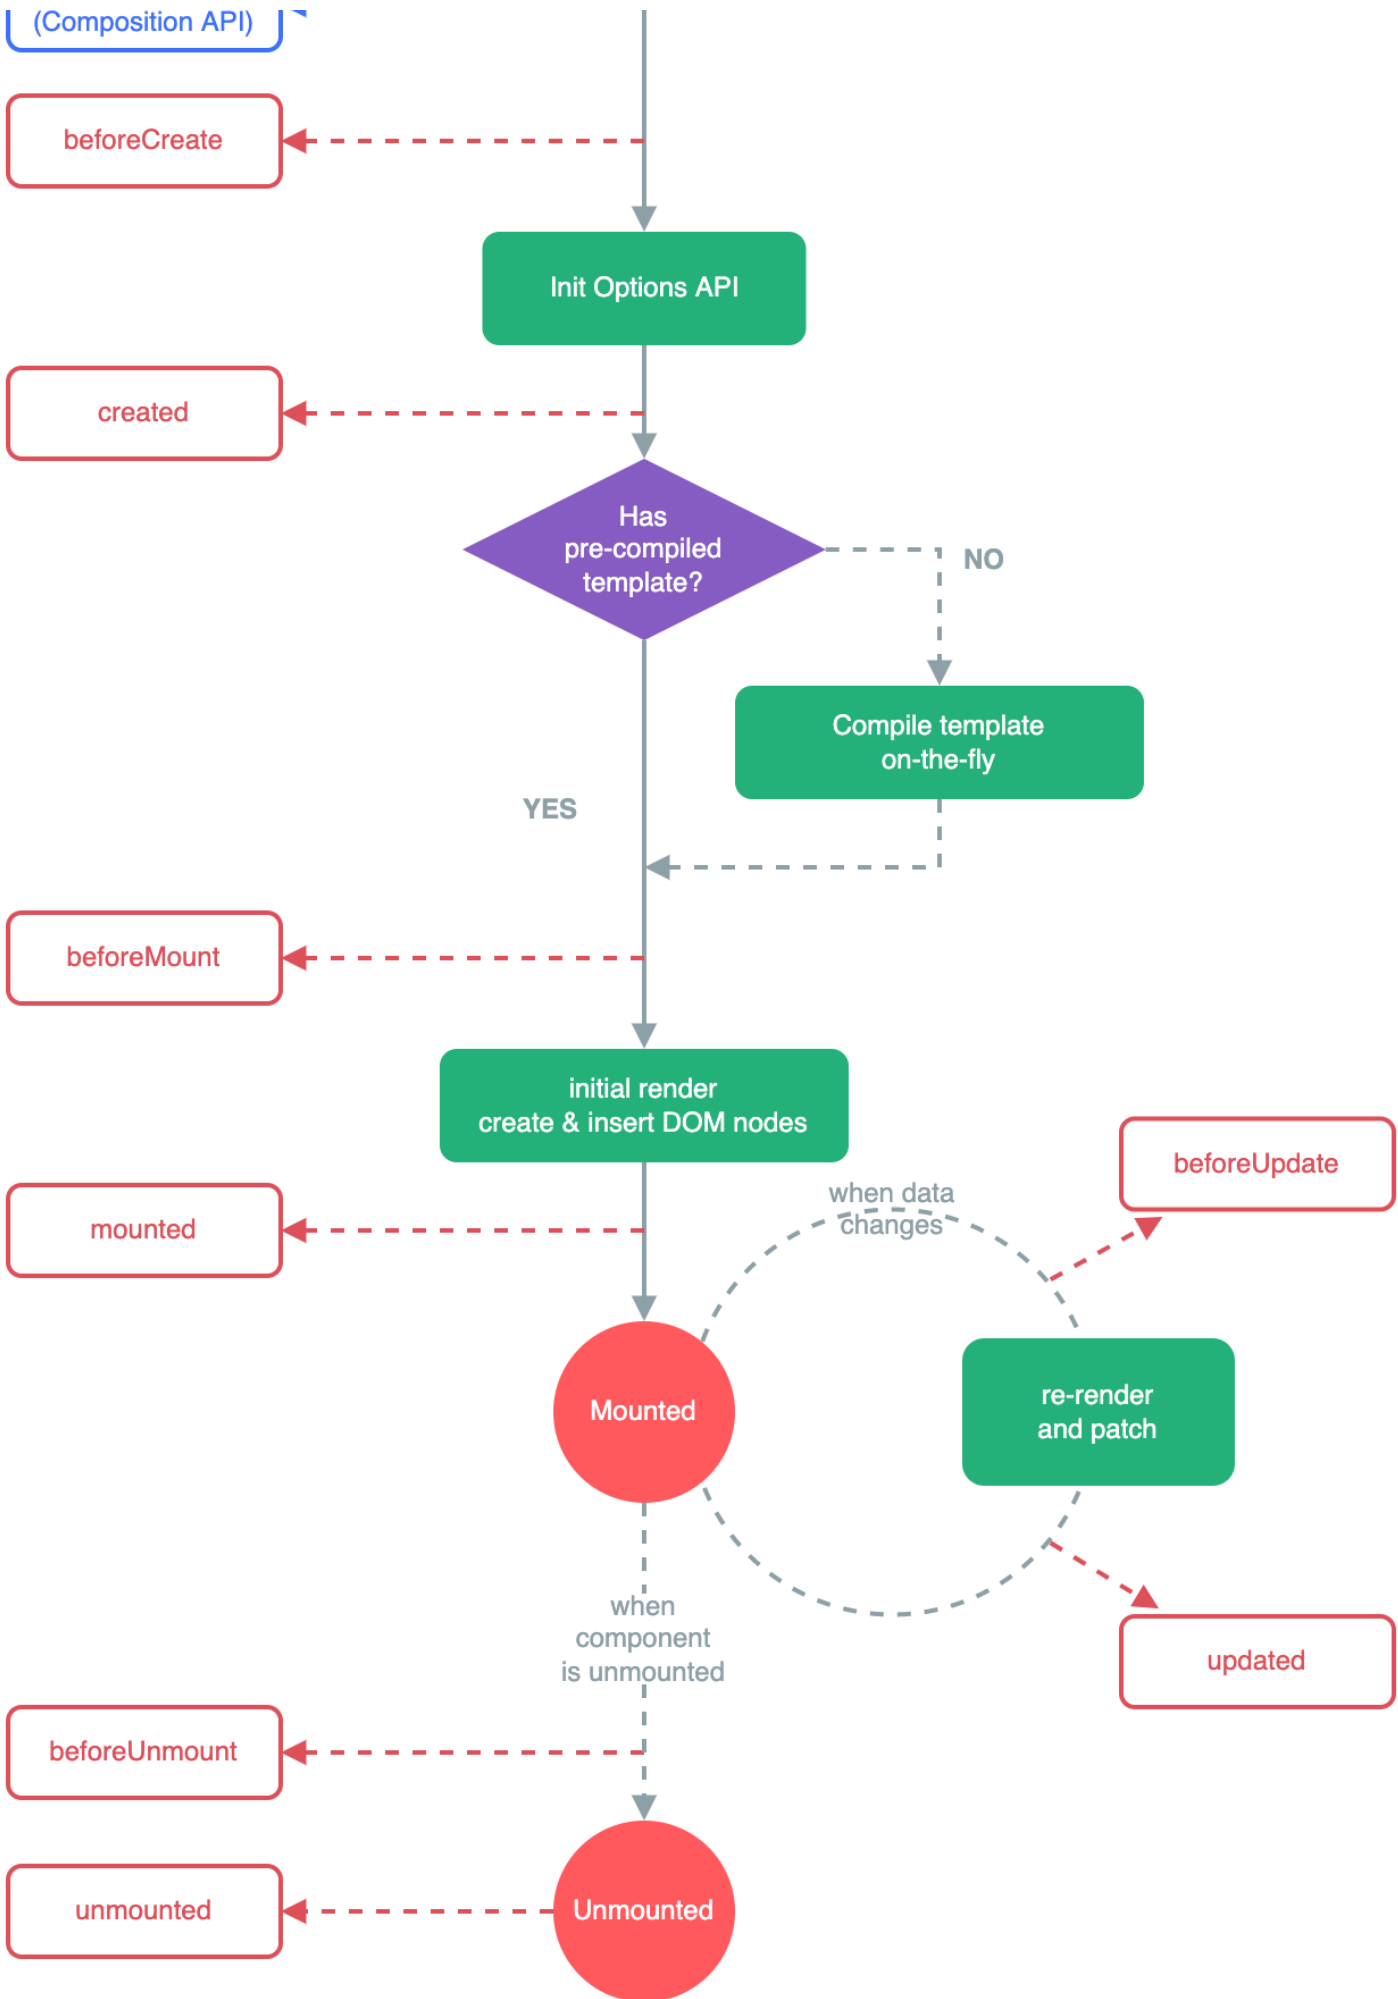 (Composition API)
beforeCreate
Init Options API
created
Has
pre-compiled
template?
NO
Compile template
on-the-fly
YES
beforeMount
initial render
create & insert DOM nodes
beforeUpdate
when data
changes
mounted
Mounted
re-render
and patch
when
component
is unmounted
updated
beforeUnmount
unmounted
Unmounted